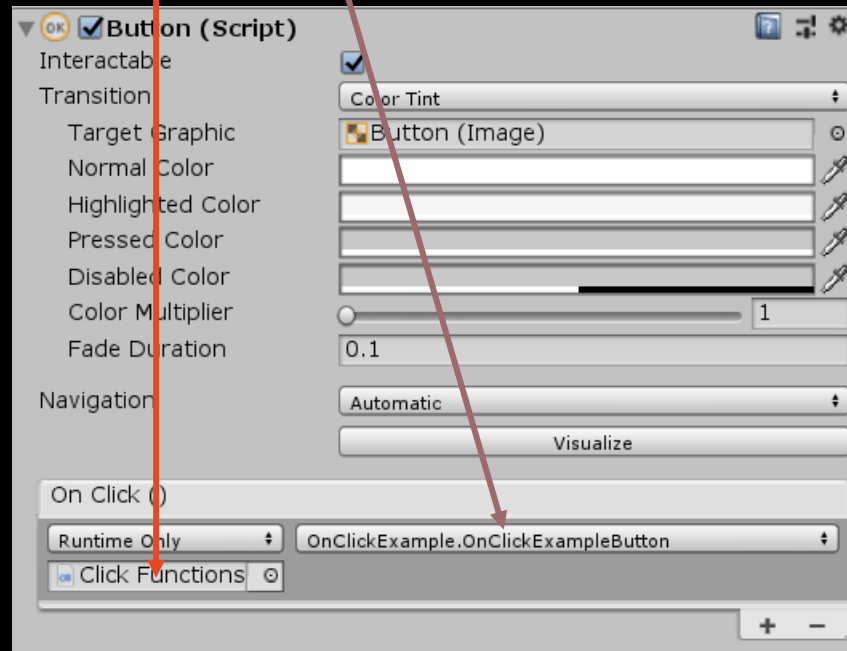 OK Button (Script)
Interactable
Transition Color Tint
Target Graphic Button (Image)
Normal Color
Highlighted Color
Pressed Color
Disabled Color
Color Multiplier 1
Fade Duration 0.1
Navigation Automatic
Visualize
On Click ()
Runtime Only OnClickExample.OnClickExampleButton
Click Functions